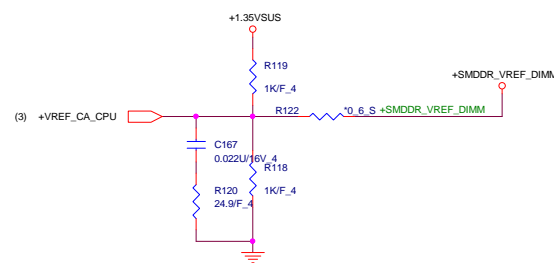 +1.35VSUS
R119
1K/F_4
+SMDDR_VREF_DIMM
(3) +VREF_CA_CPU
R122
*0_6_S
+SMDDR_VREF_DIMM
C167
0.022U/16V_4
R118
1K/F_4
R120
24.9/F_4